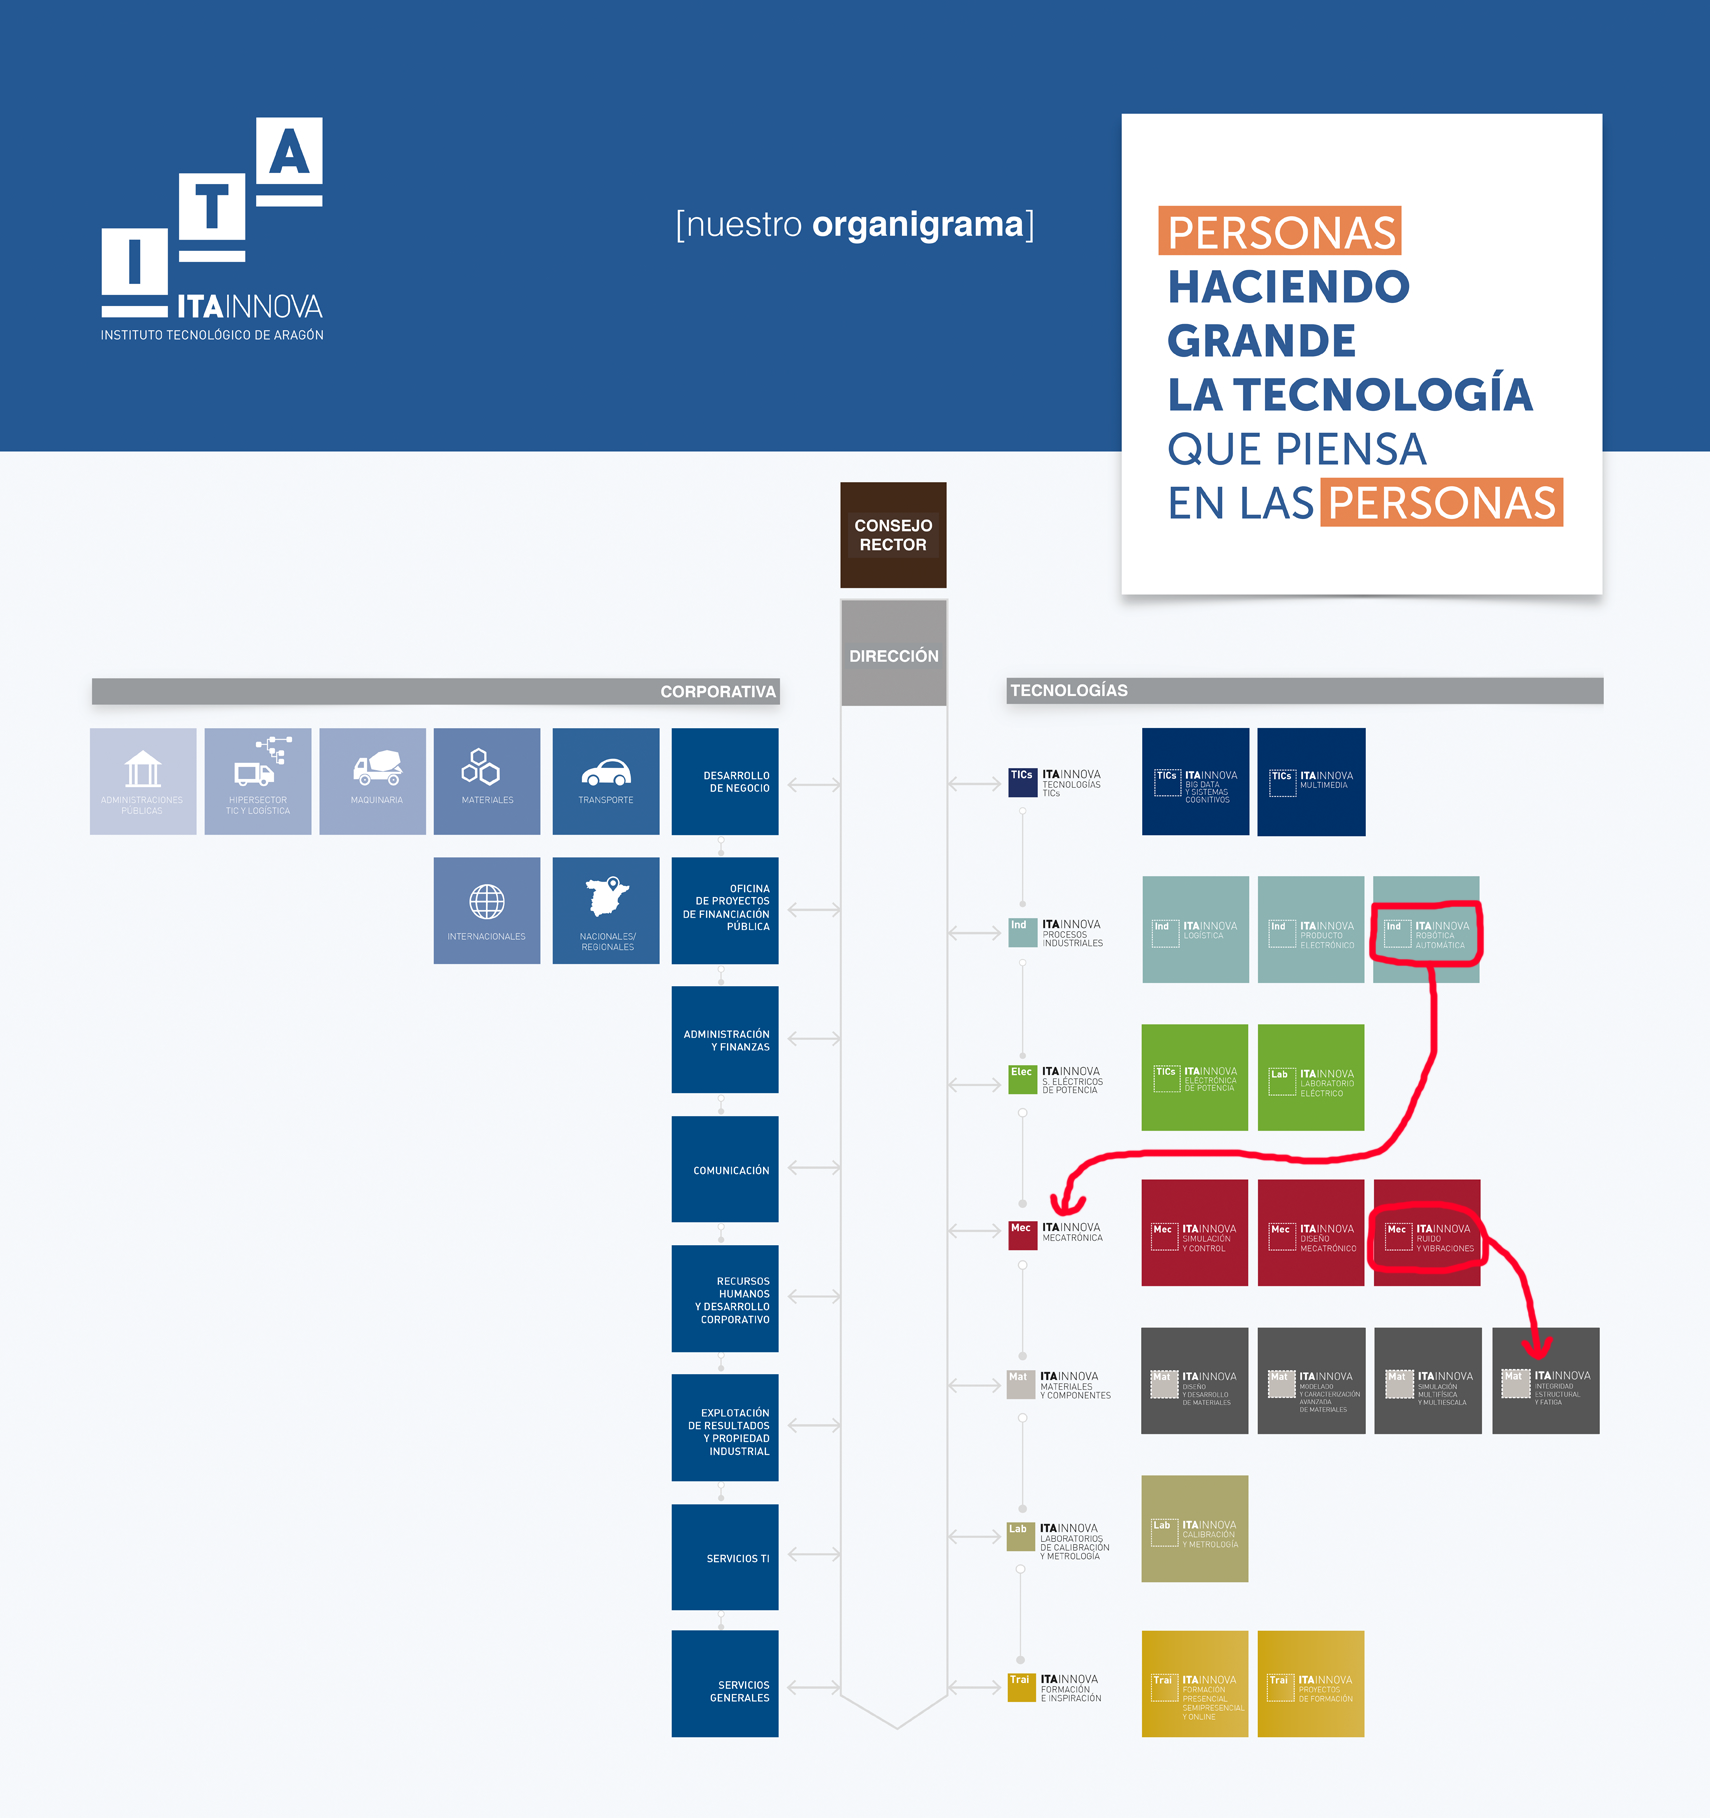 A
T
I
ITAINNOVA
INSTITUTO TECNOLÓGICO DE ARAGÓN
[nuestro organigrama]
PERSONAS
HACIENDO
GRANDE
LA TECNOLOGÍA
QUE PIENSA
EN LAS PERSONAS
CONSEJO
RECTOR
DIRECCIÓN
CORPORATIVA
ADMINISTRACIONES
PÚBLICAS
HIPERSECTOR
TIC Y LOGÍSTICA
MAQUINARIA
MATERIALES
TRANSPORTE
DESARROLLO
DE NEGOCIO
INTERNACIONALES
NACIONALES/
REGIONALES
OFICINA
DE PROYECTOS
DE FINANCIACIÓN
PÚBLICA
ADMINISTRACIÓN
Y FINANZAS
COMUNICACIÓN
RECURSOS
HUMANOS
Y DESARROLLO
CORPORATIVO
EXPLOTACIÓN
DE RESULTADOS
Y PROPIEDAD
INDUSTRIAL
SERVICIOS TI
SERVICIOS
GENERALES
TECNOLOGÍAS
TICs ITAINNOVA
TECNOLOGÍAS
TICs
TICs ITAINNOVA
BIG DATA
Y SISTEMAS
COGNITIVOS
TICs ITAINNOVA
MULTIMEDIA
Ind ITAINNOVA
PROCESOS
INDUSTRIALES
Ind ITAINNOVA
LOGÍSTICA
Ind ITAINNOVA
PRODUCTO
ELECTRÓNICO
Ind ITAINNOVA
ROBÓTICA
AUTOMÁTICA
Elec ITAINNOVA
S. ELÉCTRICOS
DE POTENCIA
TICs ITAINNOVA
ELÉCTRÓNICA
DE POTENCIA
Lab ITAINNOVA
LABORATORIO
ELÉCTRICO
Mec ITAINNOVA
MECATRÓNICA
Mec ITAINNOVA
SIMULACIÓN
Y CONTROL
Mec ITAINNOVA
DISEÑO
MECATRÓNICO
Mec ITAINNOVA
RUIDO
Y VIBRACIONES
Mat ITAINNOVA
MATERIALES
Y COMPONENTES
Mat ITAINNOVA
DISEÑO
Y DESARROLLO
DE MATERIALES
Mat ITAINNOVA
MODELADO
Y CARACTERIZACIÓN
AVANZADA
DE MATERIALES
Mat ITAINNOVA
SIMULACIÓN
MULTIFÍSICA
Y MULTIESCALA
Mat ITAINNOVA
INTEGRIDAD
ESTRUCTURAL
Y FATIGA
Lab ITAINNOVA
LABORATORIOS
DE CALIBRACIÓN
Y METROLOGÍA
Lab ITAINNOVA
CALIBRACIÓN
Y METROLOGÍA
Trai ITAINNOVA
FORMACIÓN
E INSPIRACIÓN
Trai ITAINNOVA
FORMACIÓN
PRESENCIAL
SEMIPRESENCIAL
Y ONLINE
Trai ITAINNOVA
PROYECTOS
DE FORMACIÓN